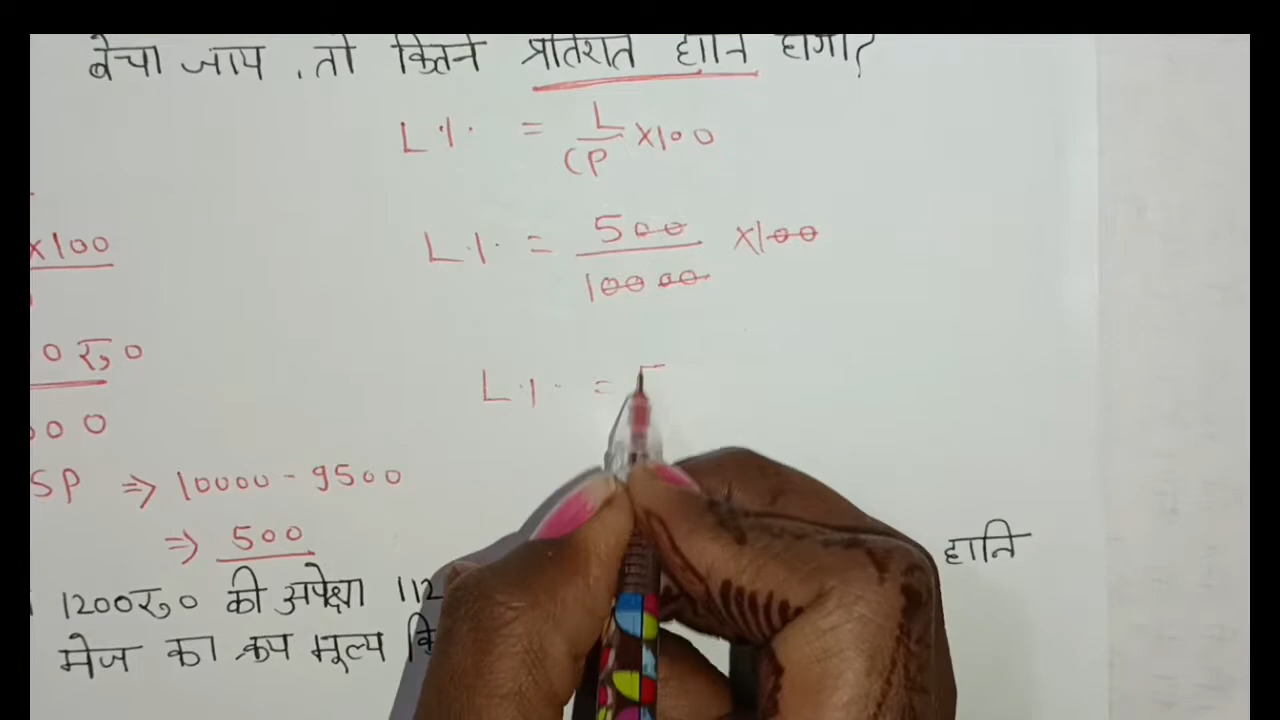 बेचा जाय . तो कितने प्रतिशत हानि होगी?
L % = L/CP ×100
×100
L % = 500/10000 ×100
0 रु0
L % = 5
00
SP ⇒ 10000 - 9500
⇒ 500
हानि
1200रु0 की अपेक्षा 112
मेज का क्रय मूल्य कि